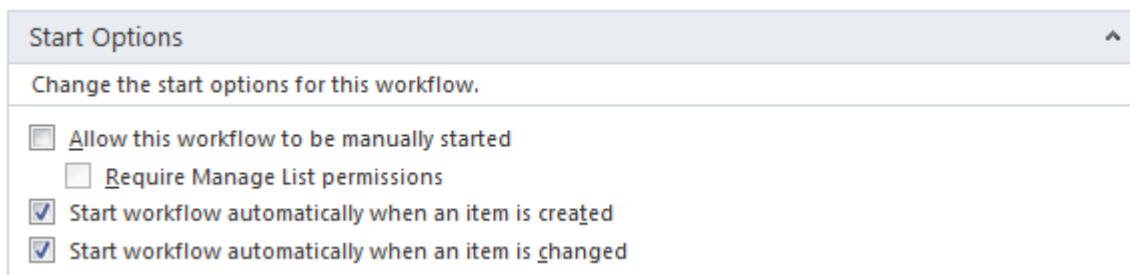 Start Options
Change the start options for this workflow.
Allow this workflow to be manually started
Require Manage List permissions
Start workflow automatically when an item is created
Start workflow automatically when an item is changed